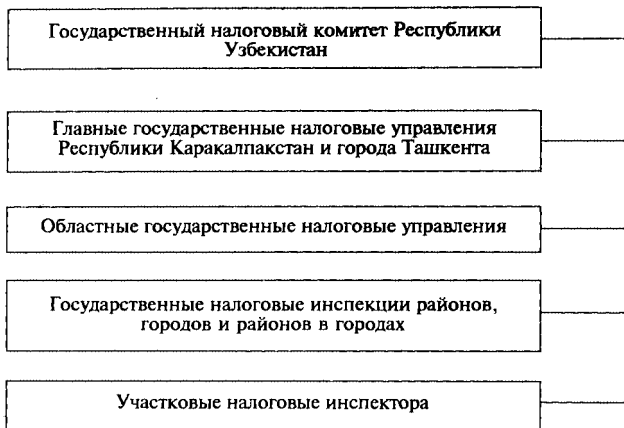 Государственный налоговый комитет Республики
Узбекистан
Главные государственные налоговые управления
Республики Каракалпакстан и города Ташкента
Областные государственные налоговые управления
Государственные налоговые инспекции районов,
городов и районов в городах
Участковые налоговые инспектора